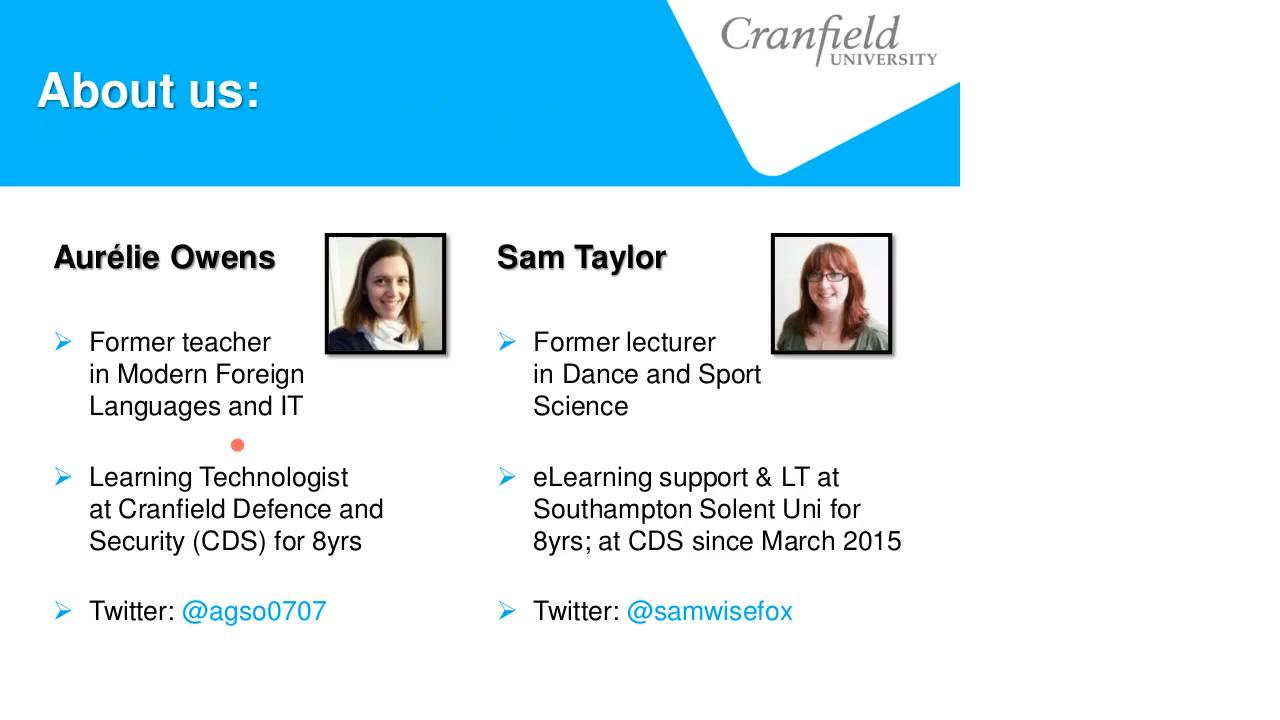 Cranfield
UNIVERSITY
About us:
Aurélie Owens
Former teacher
in Modern Foreign
Languages and IT
Learning Technologist
at Cranfield Defence and
Security (CDS) for 8yrs
Twitter: @agso0707
Sam Taylor
Former lecturer
in Dance and Sport
Science
eLearning support & LT at
Southampton Solent Uni for
8yrs; at CDS since March 2015
Twitter: @samwisefox